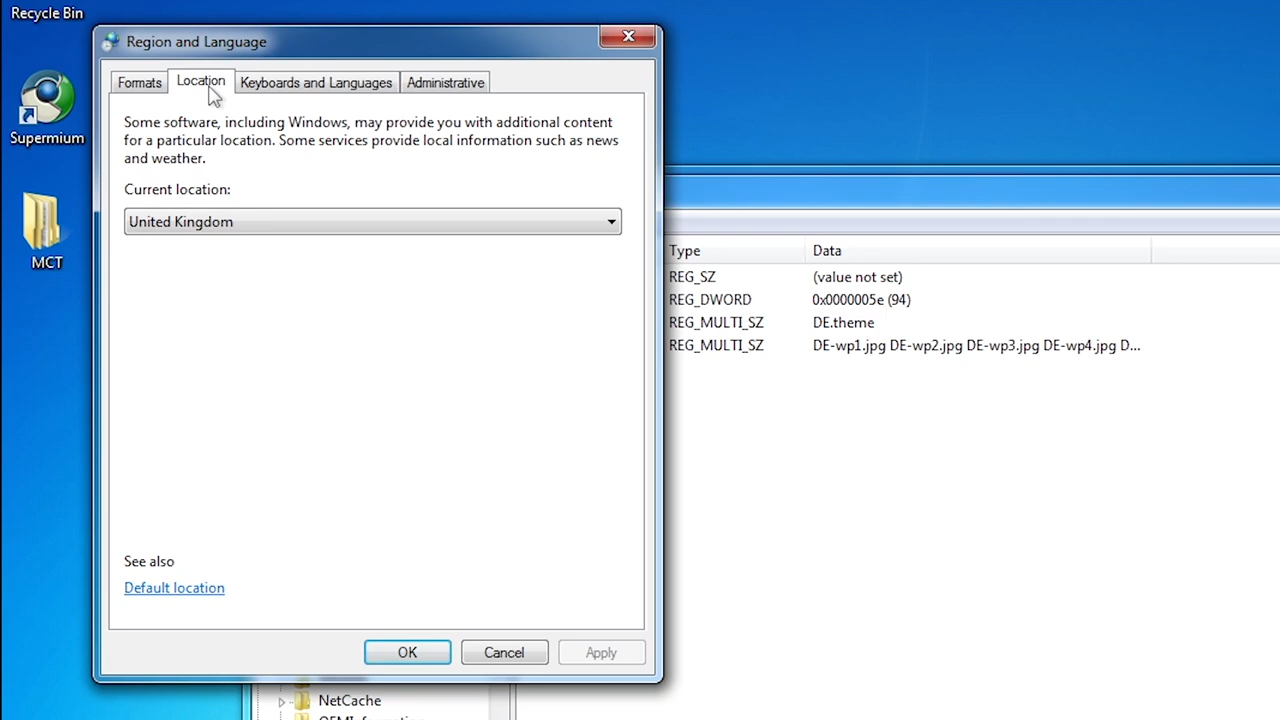 Recycle Bin
Supermium
MCT
Region and Language
Formats
Location
Keyboards and Languages
Administrative
Some software, including Windows, may provide you with additional content
for a particular location. Some services provide local information such as news
and weather.
Current location:
United Kingdom
See also
Default location
OK
Cancel
Apply
Type Data
REG_SZ (value not set)
REG_DWORD 0x0000005e (94)
REG_MULTI_SZ DE.theme
REG_MULTI_SZ DE-wp1.jpg DE-wp2.jpg DE-wp3.jpg DE-wp4.jpg D...
NetCache
OEMInformation